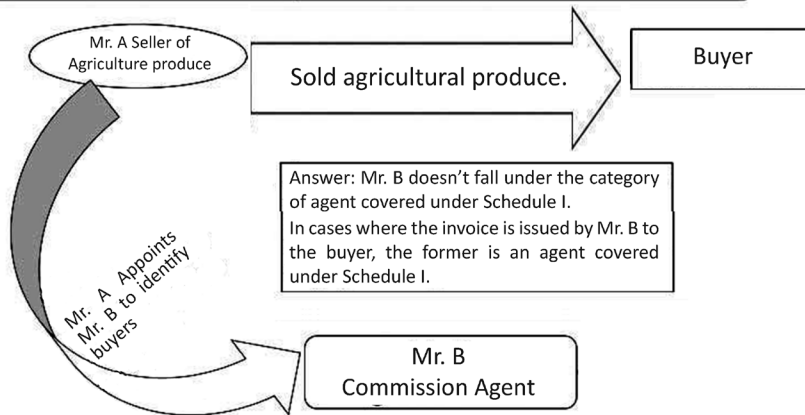 Mr. A Seller of
Agriculture produce
Sold agricultural produce.
Buyer
Answer: Mr. B doesn't fall under the category
of agent covered under Schedule I.
In cases where the invoice is issued by Mr. B to
the buyer, the former is an agent covered
under Schedule I.
Mr. A Appoints
Mr. B to identify
buyers
Mr. B
Commission Agent